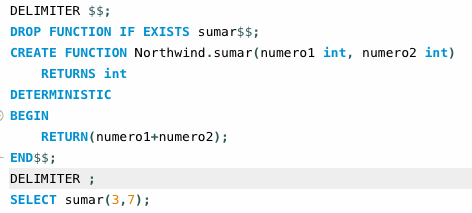 DELIMITER $$;
DROP FUNCTION IF EXISTS sumar$$;
CREATE FUNCTION Northwind.sumar(numero1 int, numero2 int)
    RETURNS int
DETERMINISTIC
BEGIN
    RETURN(numero1+numero2);
END$$;
DELIMITER ;
SELECT sumar(3,7);